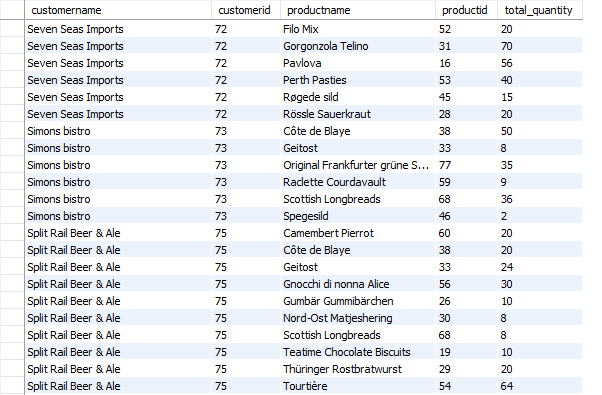 customername customerid productname productid total_quantity
Seven Seas Imports 72 Filo Mix 52 20
Seven Seas Imports 72 Gorgonzola Telino 31 70
Seven Seas Imports 72 Pavlova 16 56
Seven Seas Imports 72 Perth Pasties 53 40
Seven Seas Imports 72 Røgede sild 45 15
Seven Seas Imports 72 Rössle Sauerkraut 28 20
Simons bistro 73 Côte de Blaye 38 50
Simons bistro 73 Geitost 33 8
Simons bistro 73 Original Frankfurter grüne S... 77 35
Simons bistro 73 Raclette Courdavault 59 9
Simons bistro 73 Scottish Longbreads 68 36
Simons bistro 73 Spegesild 46 2
Split Rail Beer & Ale 75 Camembert Pierrot 60 20
Split Rail Beer & Ale 75 Côte de Blaye 38 20
Split Rail Beer & Ale 75 Geitost 33 24
Split Rail Beer & Ale 75 Gnocchi di nonna Alice 56 30
Split Rail Beer & Ale 75 Gumbär Gummibärchen 26 10
Split Rail Beer & Ale 75 Nord-Ost Matjeshering 30 8
Split Rail Beer & Ale 75 Scottish Longbreads 68 8
Split Rail Beer & Ale 75 Teatime Chocolate Biscuits 19 10
Split Rail Beer & Ale 75 Thüringer Rostbratwurst 29 20
Split Rail Beer & Ale 75 Tourtière 54 64